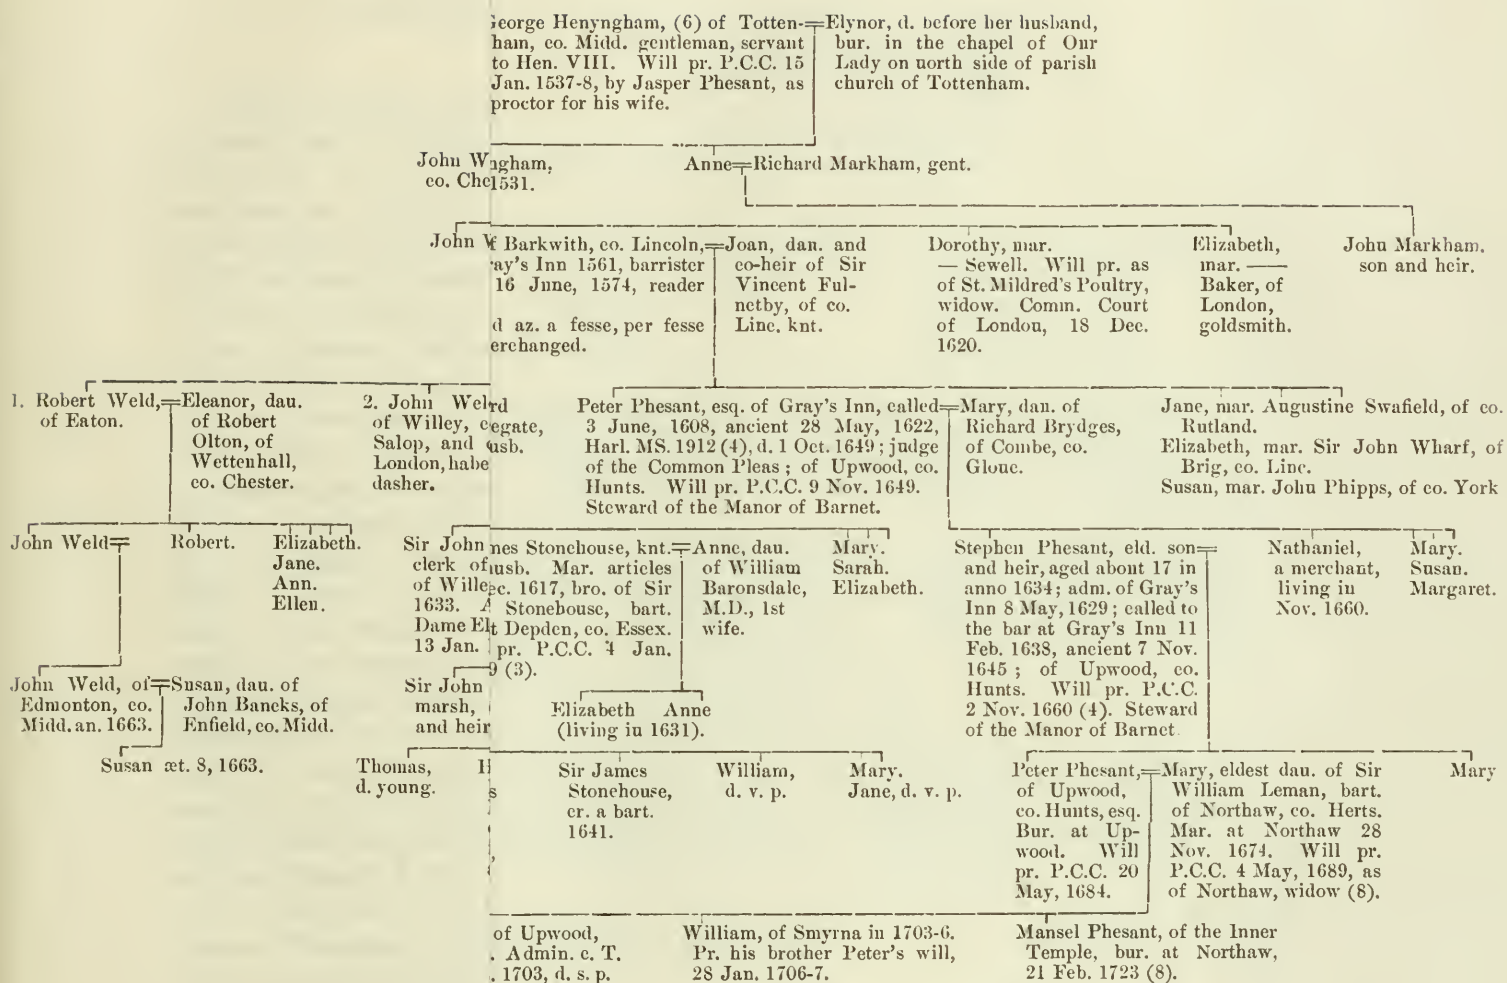 George Henyngham, (6) of Totten-
ham, co. Midd. gentleman, servant
to Hen. VIII. Will pr. P.C.C. 15
Jan. 1537-8, by Jasper Phesant, as
proctor for his wife.
Elynor, d. before her husband,
bur. in the chapel of Our
Lady on north side of parish
church of Tottenham.
John W
co. Che
ngham,
1531.
Anne
Richard Markham, gent.
John W
f Barkwith, co. Lincoln,
ray's Inn 1561, barrister
16 June, 1574, reader
d az. a fesse, per fesse
erchanged.
Joan, dau. and
co-heir of Sir
Vincent Ful-
netby, of co.
Linc. knt.
Dorothy, mar.
— Sewell. Will pr. as
of St. Mildred's Poultry,
widow. Comm. Court
of London, 18 Dec.
1620.
Elizabeth,
mar. ——
Baker, of
London,
goldsmith.
John Markham.
son and heir.
1. Robert Weld,
of Eaton.
Eleanor, dau.
of Robert
Olton, of
Wettenhall,
co. Chester.
2. John Wel
of Willey, c
Salop, and
London, habe
dasher.
rd
egate,
usb.
Peter Phesant, esq. of Gray's Inn, called
3 June, 1608, ancient 28 May, 1622,
Harl. MS. 1912 (4), d. 1 Oct. 1649; judge
of the Common Pleas; of Upwood, co.
Hunts. Will pr. P.C.C. 9 Nov. 1649.
Steward of the Manor of Barnet.
Mary, dau. of
Richard Brydges,
of Combe, co.
Glouc.
Jane, mar. Augustine Swafield, of co.
Rutland.
Elizabeth, mar. Sir John Wharf, of
Brig, co. Linc.
Susan, mar. John Phipps, of co. York
John Weld
Robert.
Elizabeth.
Jane.
Ann.
Ellen.
Sir John
clerk of
of Wille
1633. A
Dame El
13 Jan.
mes Stonehouse, knt.
usb. Mar. articles
ec. 1617, bro. of Sir
Stonehouse, bart.
t Depden, co. Essex.
pr. P.C.C. 4 Jan.
9 (3).
Anne, dau.
of William
Baronsdale,
M.D., 1st
wife.
Mary.
Sarah.
Elizabeth.
Stephen Phesant, eld. son
and heir, aged about 17 in
anno 1634; adm. of Gray's
Inn 8 May, 1629; called to
the bar at Gray's Inn 11
Feb. 1638, ancient 7 Nov.
1645; of Upwood, co.
Hunts. Will pr. P.C.C.
2 Nov. 1660 (4). Steward
of the Manor of Barnet
Nathaniel,
a merchant,
living in
Nov. 1660.
Mary.
Susan.
Margaret.
John Weld, of
Edmonton, co.
Midd. an. 1663.
Susan, dau. of
John Bancks, of
Enfield, co. Midd.
Sir John
marsh,
and heir
Elizabeth Anne
(living in 1631).
Susan æt. 8, 1663.
Thomas,
d. young.
Sir James
Stonehouse,
cr. a bart.
1641.
William,
d. v. p.
Mary.
Jane, d. v. p.
Peter Phesant,
of Upwood,
co. Hunts, esq.
Bur. at Up-
wood. Will
pr. P.C.C. 20
May, 1684.
Mary, eldest dau. of Sir
William Leman, bart.
of Northaw, co. Herts.
Mar. at Northaw 28
Nov. 1674. Will pr.
P.C.C. 4 May, 1689, as
of Northaw, widow (8).
Mary
of Upwood,
. Admin. c. T.
. 1703, d. s. p.
William, of Smyrna in 1703-6.
Pr. his brother Peter's will,
28 Jan. 1706-7.
Mansel Phesant, of the Inner
Temple, bur. at Northaw,
21 Feb. 1723 (8).